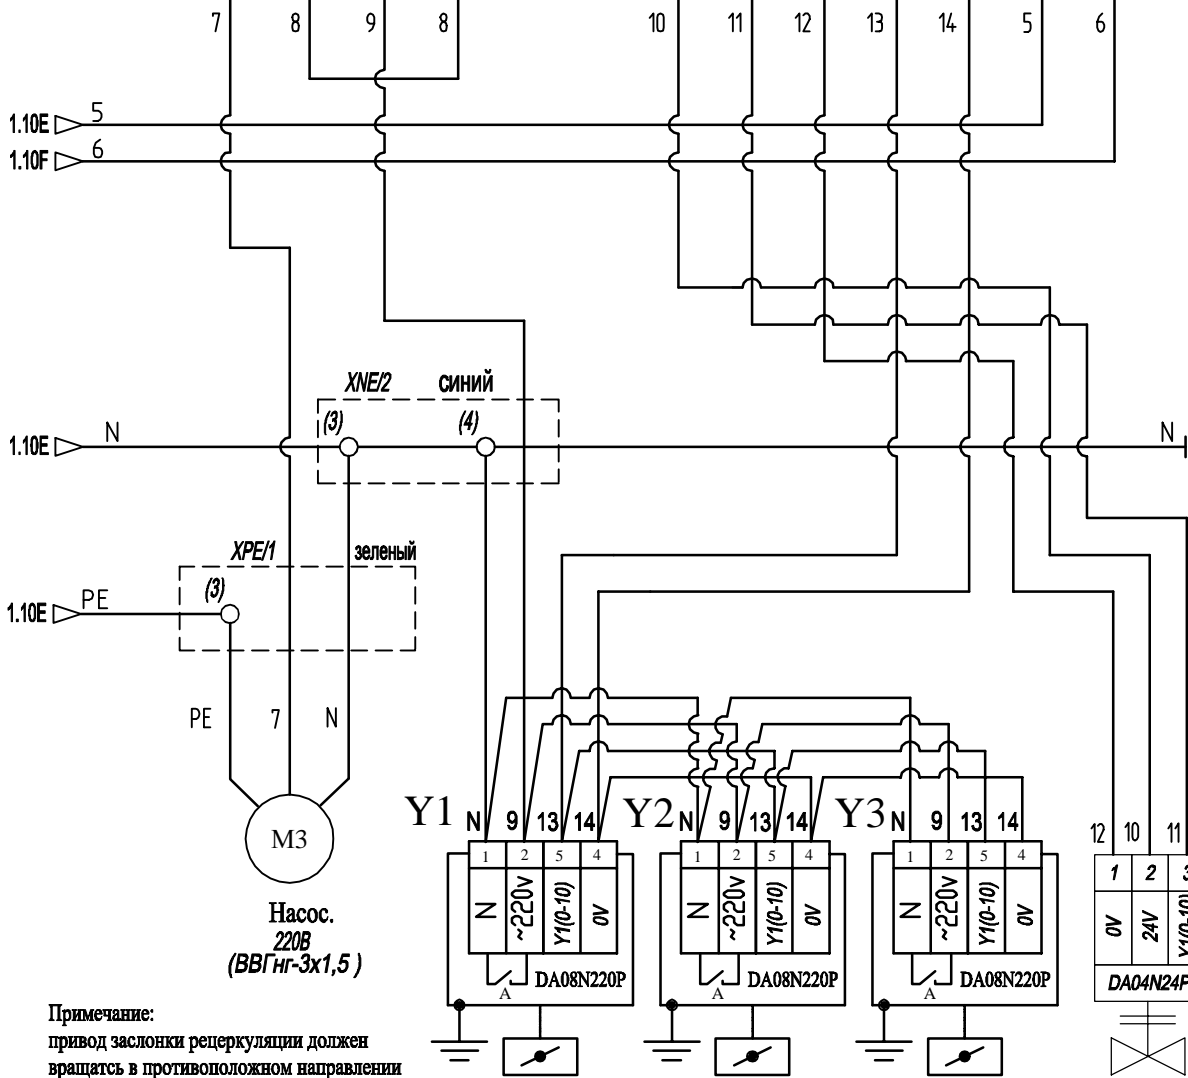 7 8 9 8 10 11 12 13 14 5 6
1.10E 5
1.10F 6
XNE/2 синий
(3) (4)
1.10E N N
XPE/1 зеленый
(3)
1.10E PE
PE 7 N
Y1 N 9 13 14 Y2 N 9 13 14 Y3 N 9 13 14
12 10 11
M3
1 2 5 4 1 2 5 4 1 2 5 4
1 2 3
N ~220v Y1(0-10) 0V N ~220v Y1(0-10) 0V N ~220v Y1(0-10) 0V
0V 24V Y1(0-10)
Насос.
220В
(ВВГнг-3х1,5 )
A DA08N220P A DA08N220P A DA08N220P
DA04N24P
Примечание:
привод заслонки рецеркуляции должен
вращатсь в противоположном направлении